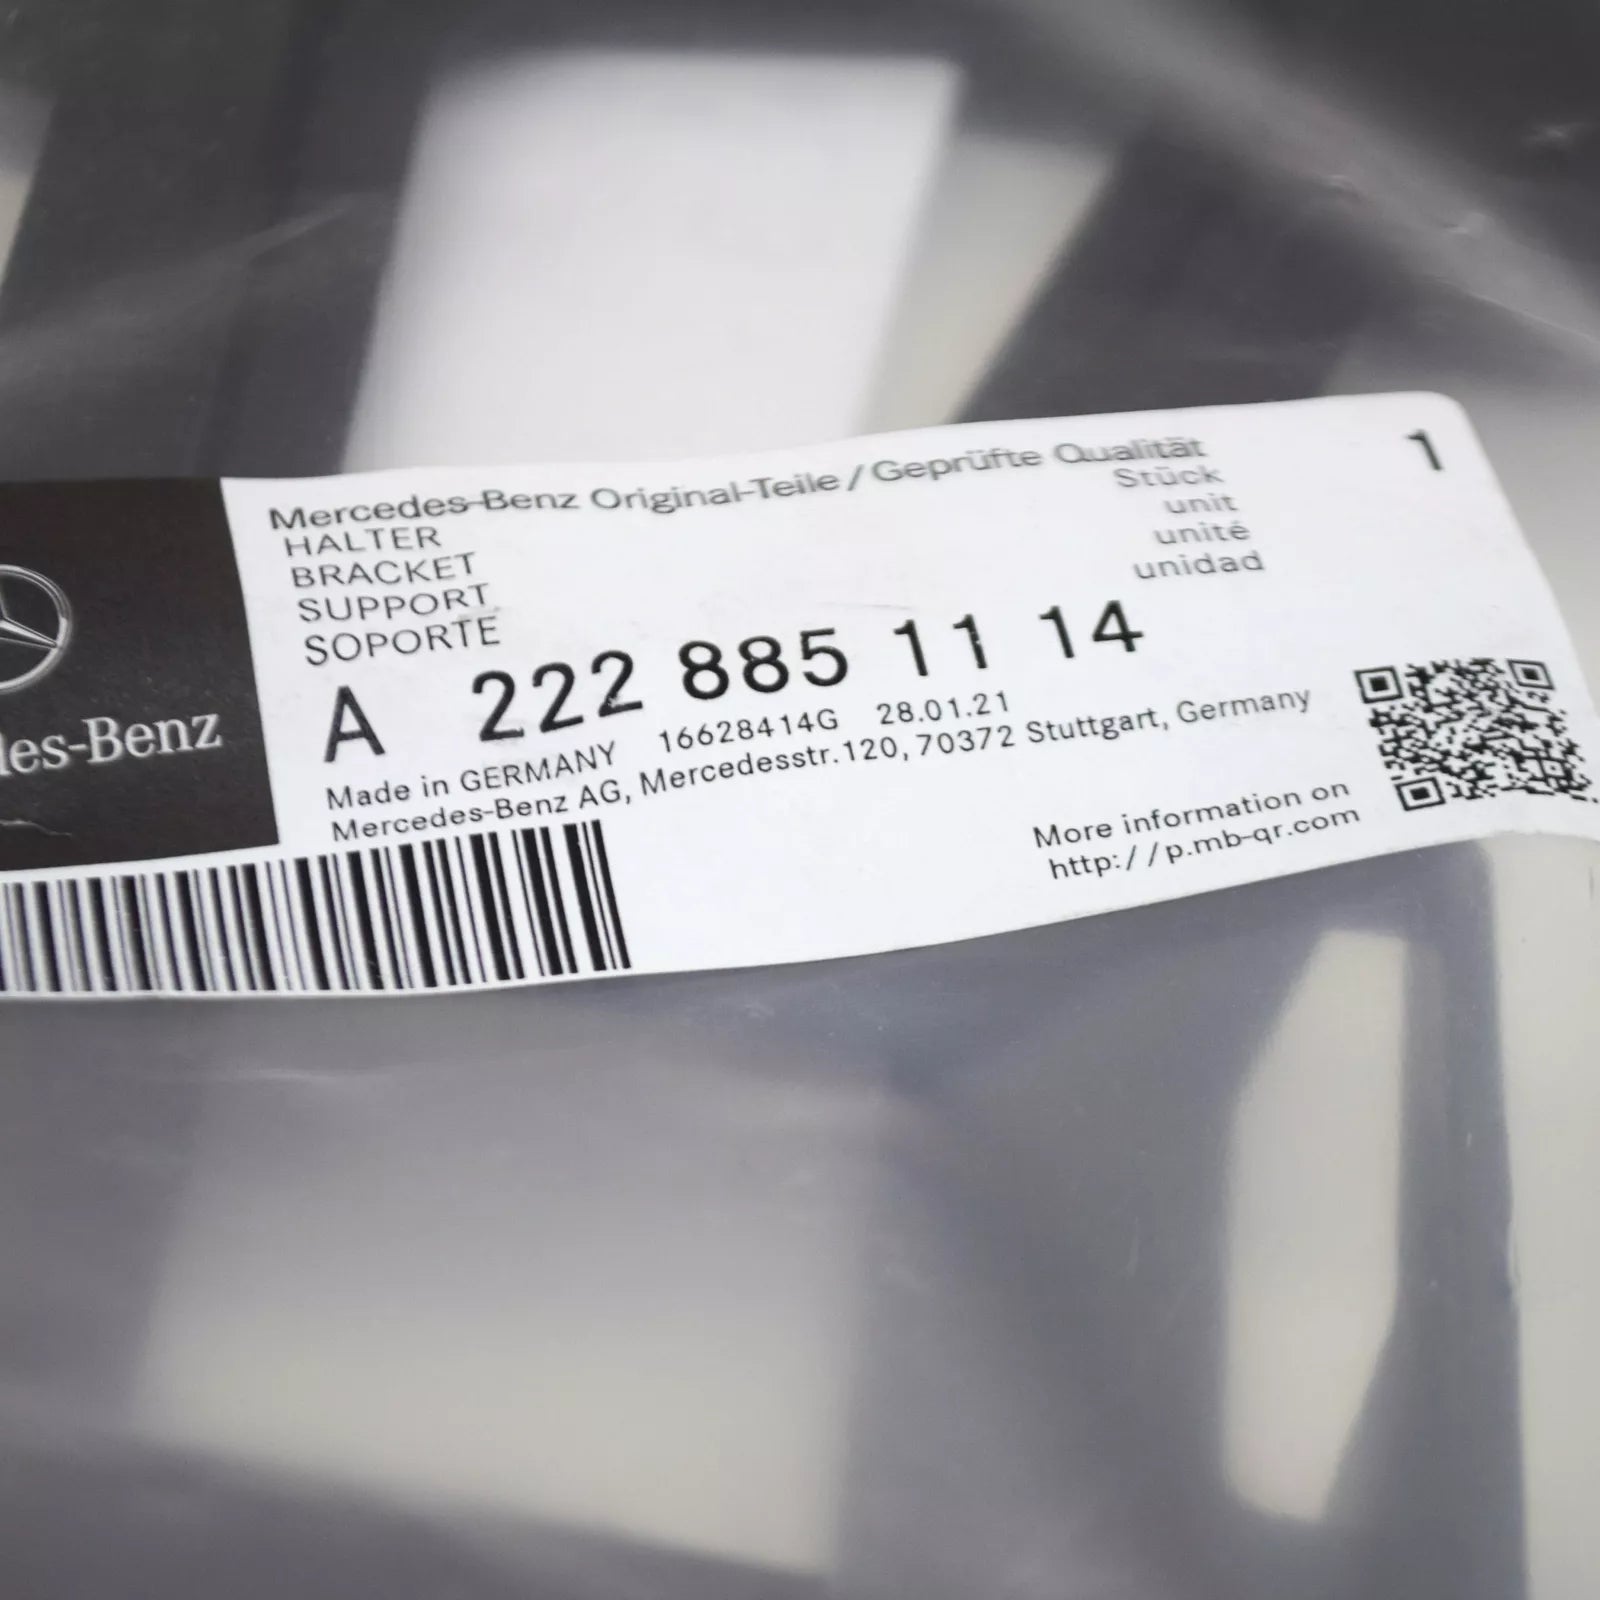 Mercedes-Benz Original-Teile/Geprüfte Qualität
HALTER
BRACKET
SUPPORT
SOPORTE
Stück 1
unit
unité
unidad
A 222 885 11 14
Made in GERMANY 16628414G 28.01.21
Mercedes-Benz AG, Mercedesstr.120, 70372 Stuttgart, Germany
More information on
http://p.mb-qr.com
des-Benz